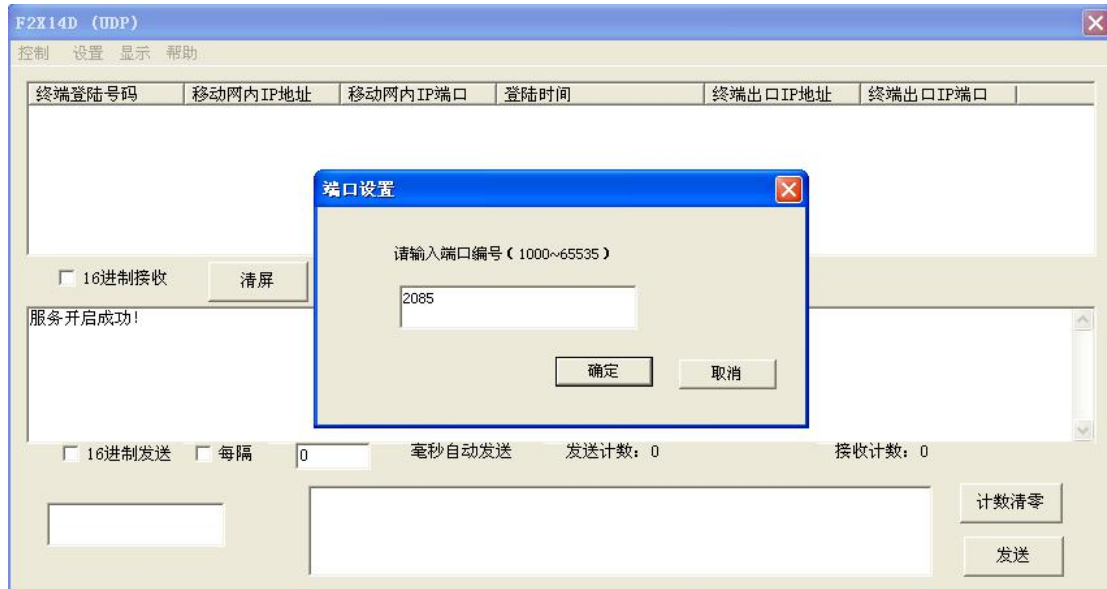 F2X14D (UDP)
控制 设置 显示 帮助
终端登陆号码 移动网内IP地址 移动网内IP端口 登陆时间 终端出口IP地址 终端出口IP端口
端口设置
请输入端口编号(1000~65535)
2085
确定 取消
16进制接收 清屏
服务开启成功!
16进制发送 每隔 0 毫秒自动发送 发送计数: 0 接收计数: 0
计数清零
发送